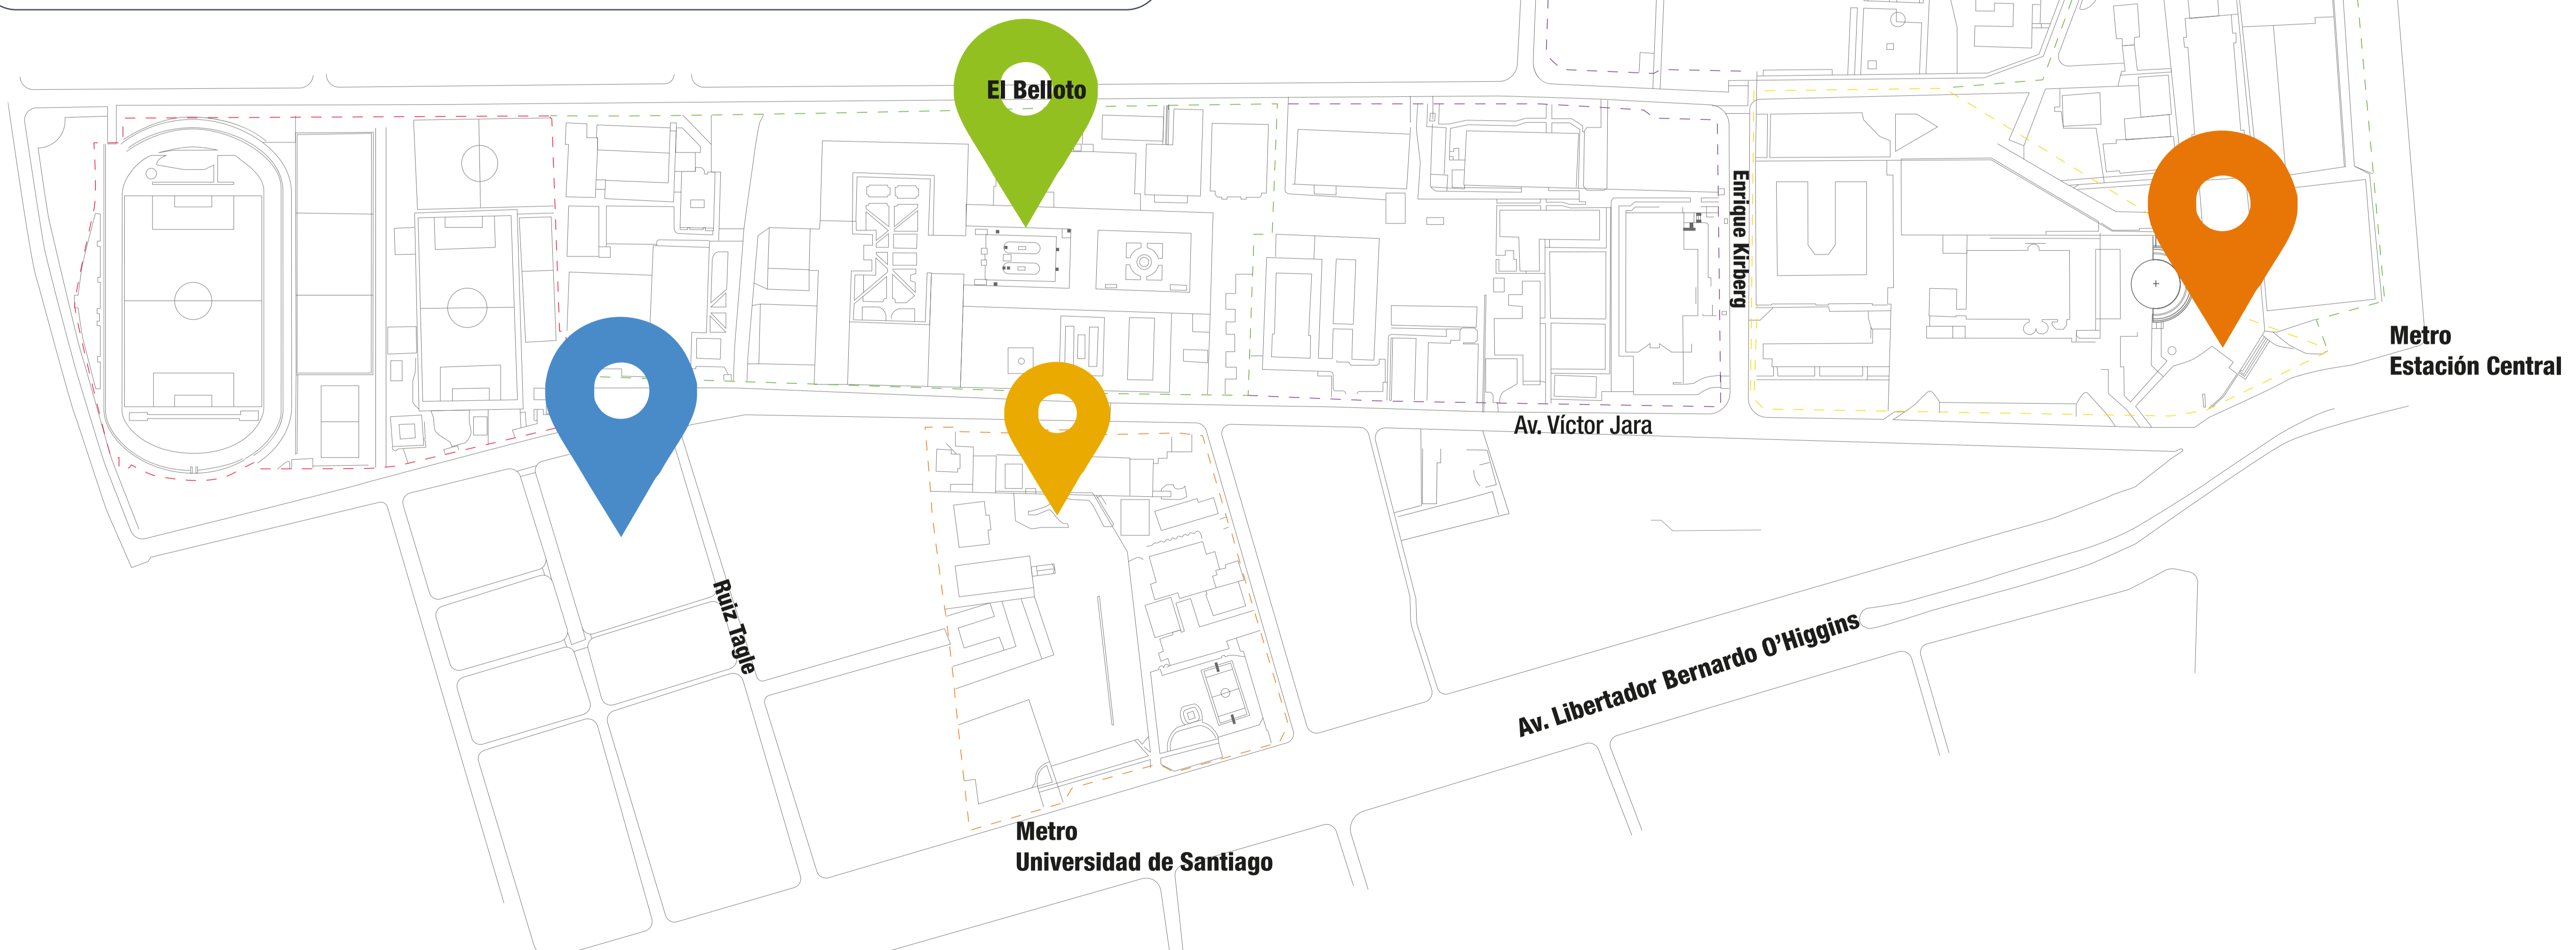 El Belloto
Enrique Kirberg
Metro
Estación Central
Av. Víctor Jara
Ruiz Tagle
Av. Libertador Bernardo O’Higgins
Metro
Universidad de Santiago